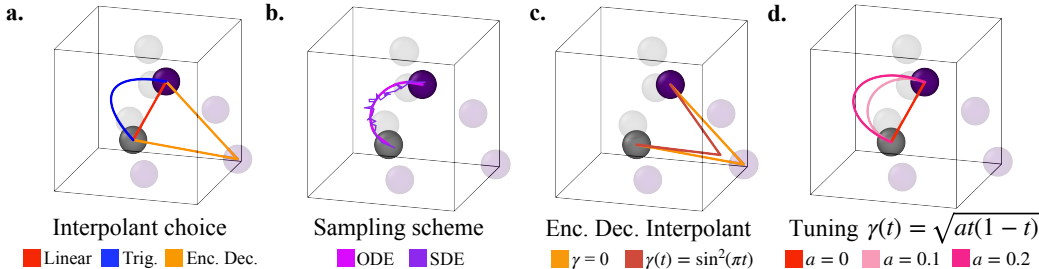 a.
b.
c.
d.
Interpolant choice
Linear Trig. Enc. Dec.
Sampling scheme
ODE SDE
Enc. Dec. Interpolant
γ = 0 γ(t) = sin²(πt)
Tuning γ(t) = √at(1 − t)
a = 0 a = 0.1 a = 0.2